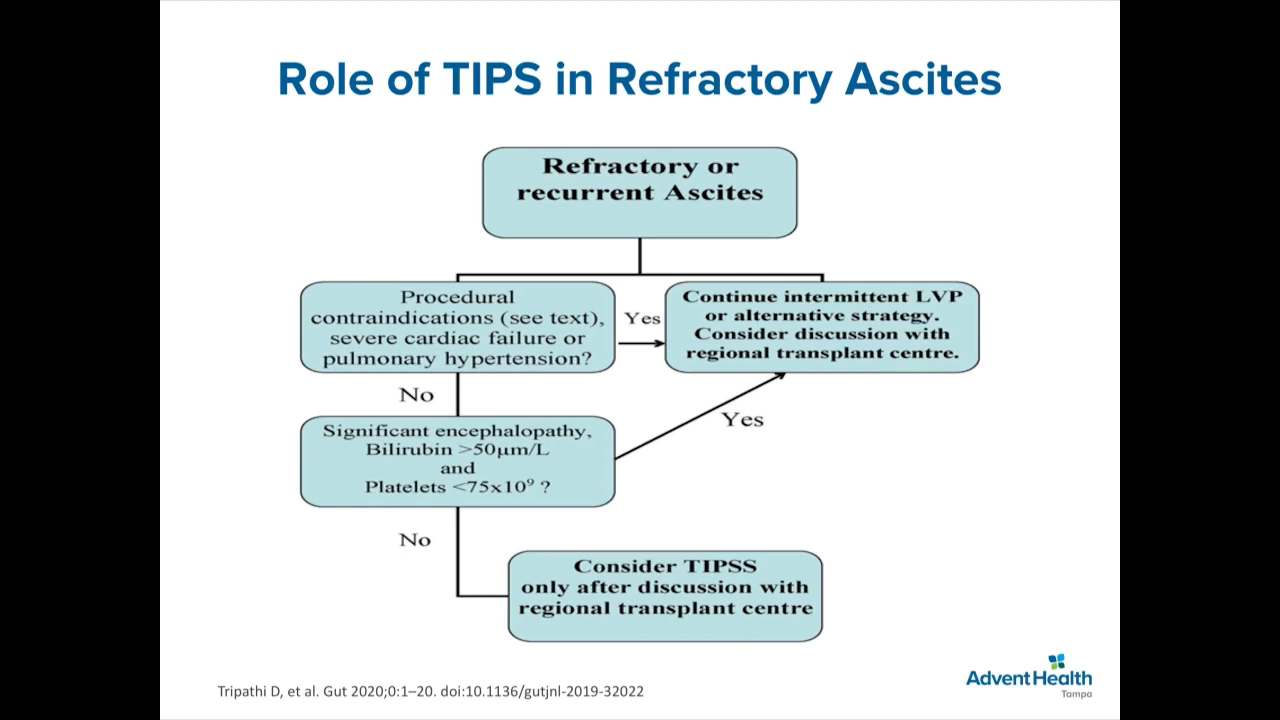 Role of TIPS in Refractory Ascites
Refractory or
recurrent Ascites
Procedural
contraindications (see text),
severe cardiac failure or
pulmonary hypertension?
Yes
Continue intermittent LVP
or alternative strategy.
Consider discussion with
regional transplant centre.
No
Significant encephalopathy,
Bilirubin >50μm/L
and
Platelets <75x10⁹ ?
Yes
No
Consider TIPSS
only after discussion with
regional transplant centre
Tripathi D, et al. Gut 2020;0:1–20. doi:10.1136/gutjnl-2019-32022
AdventHealth
Tampa